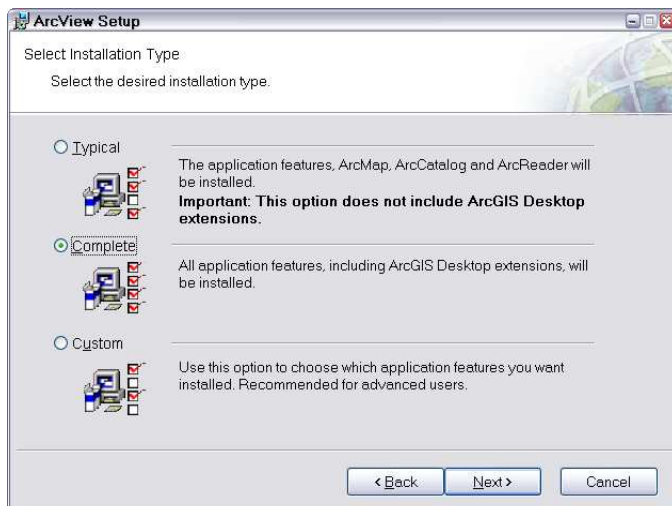 ArcView Setup
Select Installation Type
Select the desired installation type.
Typical
The application features, ArcMap, ArcCatalog and ArcReader will
be installed.
Important: This option does not include ArcGIS Desktop
extensions.
Complete
All application features, including ArcGIS Desktop extensions, will
be installed.
Custom
Use this option to choose which application features you want
installed. Recommended for advanced users.
< Back
Next >
Cancel